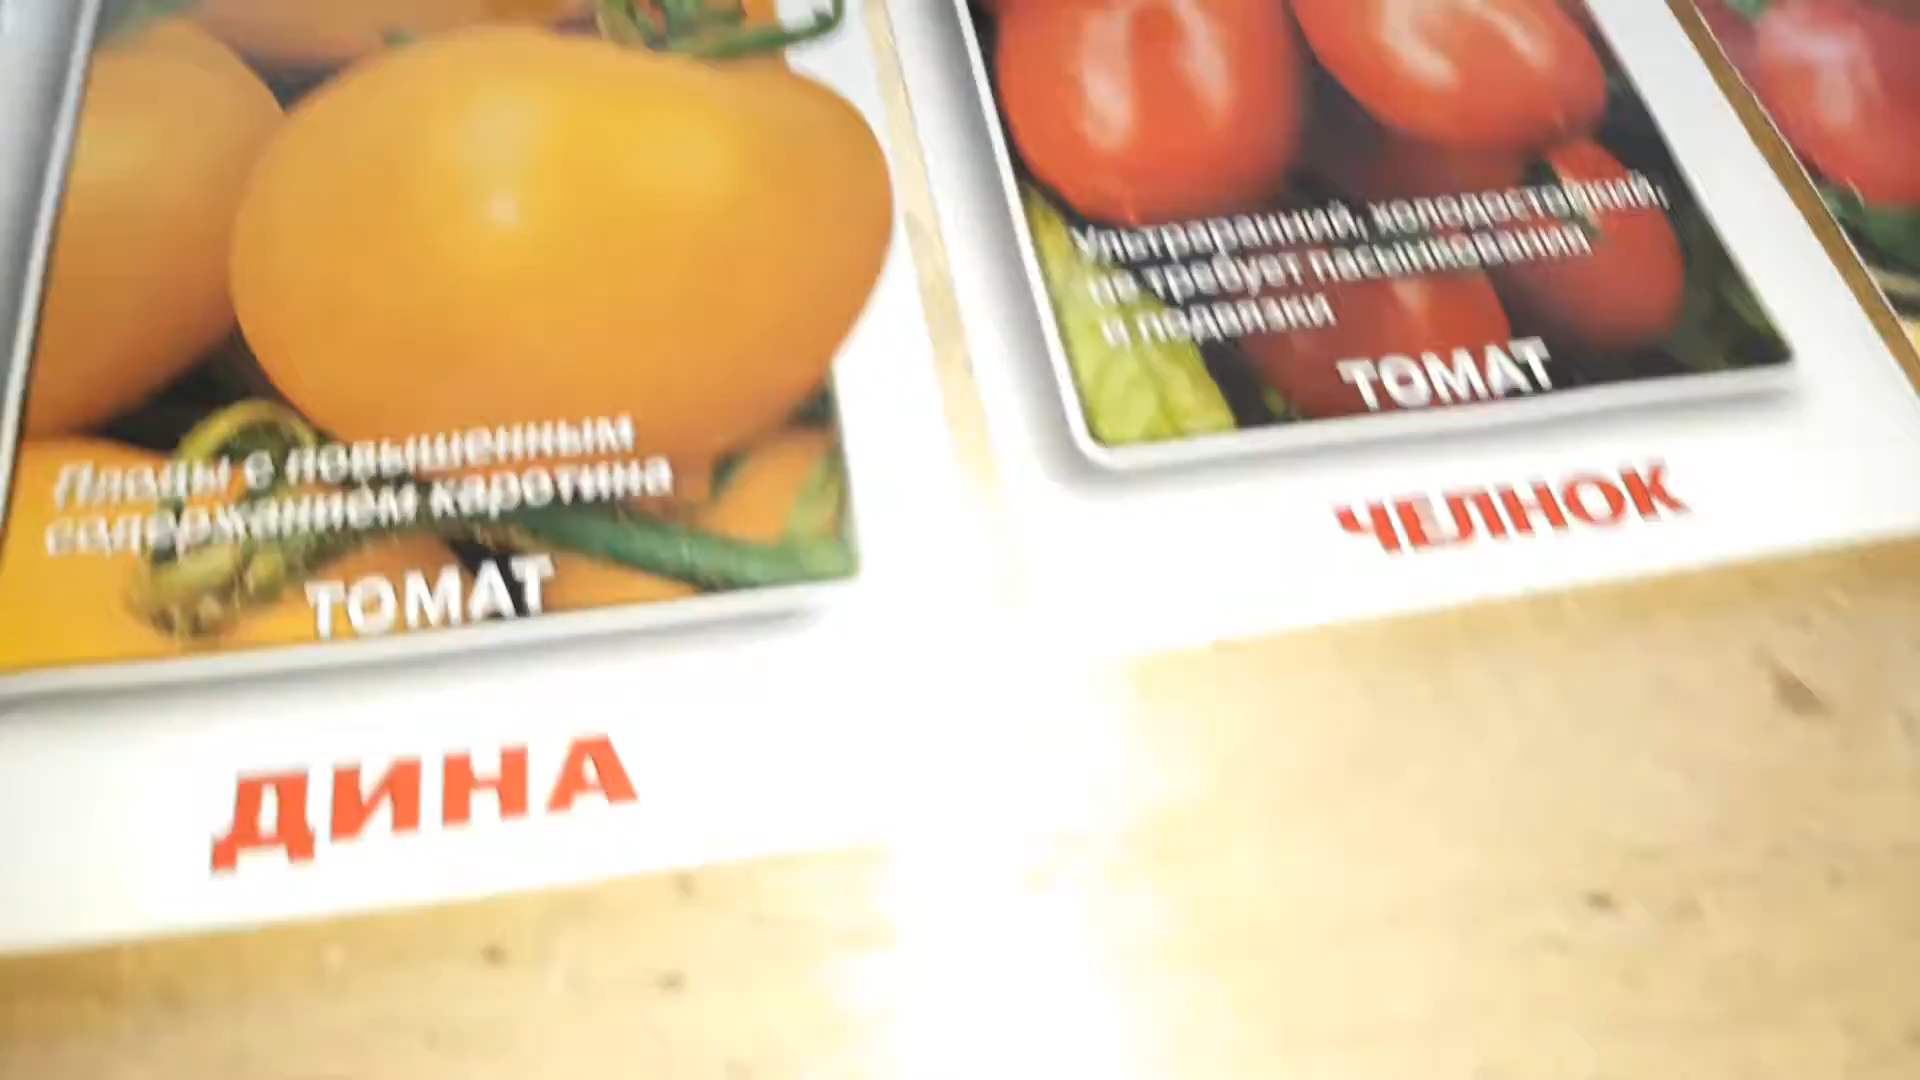 Плоды с повышенным
содержанием каротина
ТОМАТ
ДИНА
Ультраранний, холодостойкий,
не требует пасынкования
и подвязки
ТОМАТ
ЧЕЛНОК